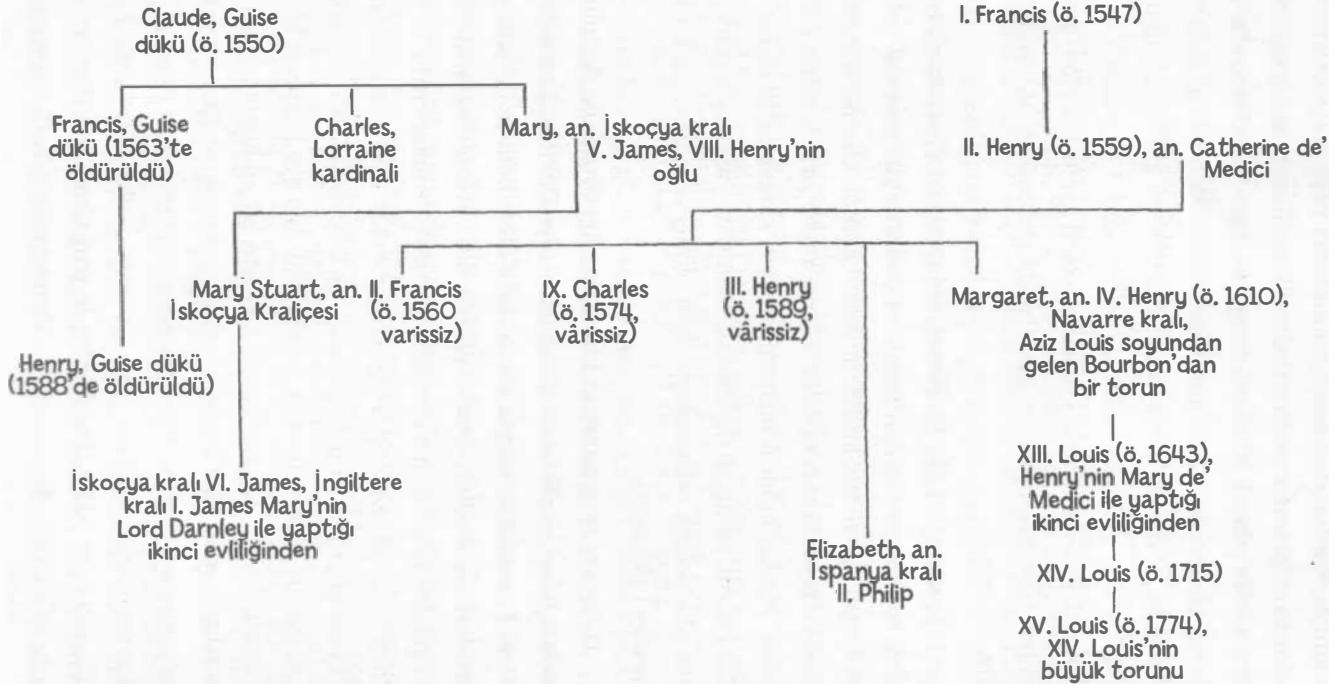 Claude, Guise
dükü (ö. 1550)
I. Francis (ö. 1547)
Francis, Guise
dükü (1563'te
öldürüldü)
Charles,
Lorraine
kardinali
Mary, an. İskoçya kralı
V. James, VIII. Henry'nin
oğlu
II. Henry (ö. 1559), an. Catherine de'
Medici
Mary Stuart, an. II. Francis
İskoçya Kraliçesi
(ö. 1560
varissiz)
IX. Charles
(ö. 1574,
vârissiz)
III. Henry
(ö. 1589,
vârissiz)
Margaret, an. IV. Henry (ö. 1610),
Navarre kralı,
Aziz Louis soyundan
gelen Bourbon'dan
bir torun
Henry, Guise dükü
(1588'de öldürüldü)
İskoçya kralı VI. James, İngiltere
kralı I. James Mary'nin
Lord Darnley ile yaptığı
ikinci evliliğinden
Elizabeth, an.
İspanya kralı
II. Philip
XIII. Louis (ö. 1643),
Henry'nin Mary de'
Medici ile yaptığı
ikinci evliliğinden
XIV. Louis (ö. 1715)
XV. Louis (ö. 1774),
XIV. Louis'nin
büyük torunu